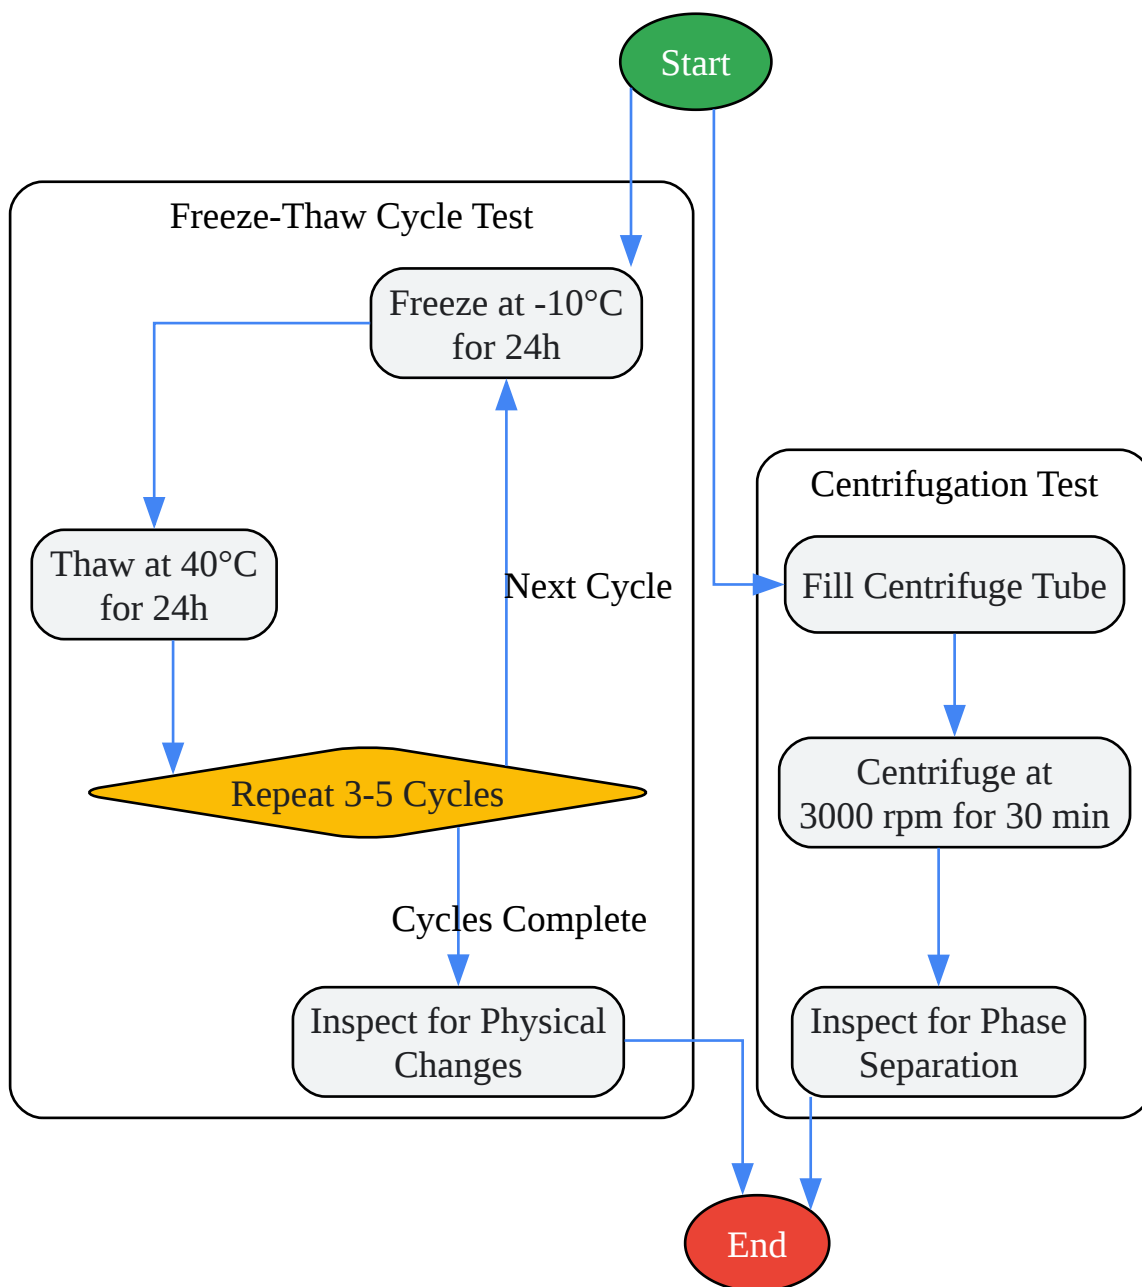 Start
Freeze-Thaw Cycle Test
Freeze at -10°C
for 24h
Thaw at 40°C
for 24h
Next Cycle
Repeat 3-5 Cycles
Cycles Complete
Inspect for Physical
Changes
Centrifugation Test
Fill Centrifuge Tube
Centrifuge at
3000 rpm for 30 min
Inspect for Phase
Separation
End